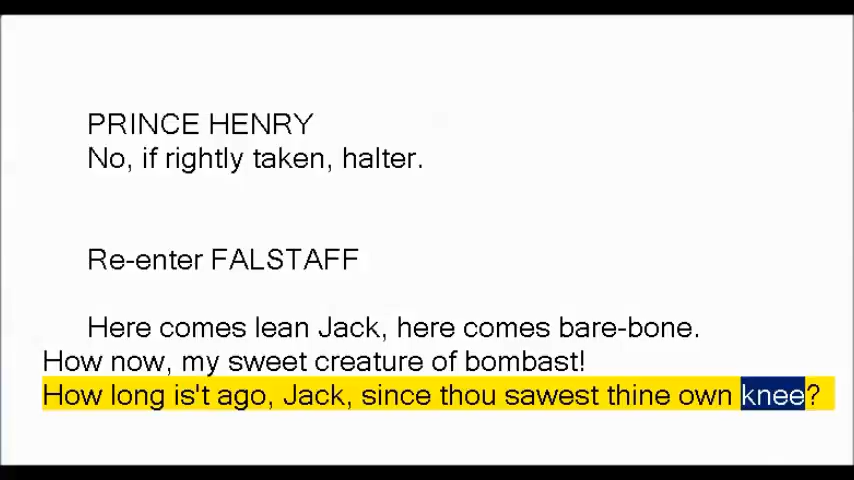 PRINCE HENRY
No, if rightly taken, halter.
Re-enter FALSTAFF
Here comes lean Jack, here comes bare-bone.
How now, my sweet creature of bombast!
How long is't ago, Jack, since thou sawest thine own knee?